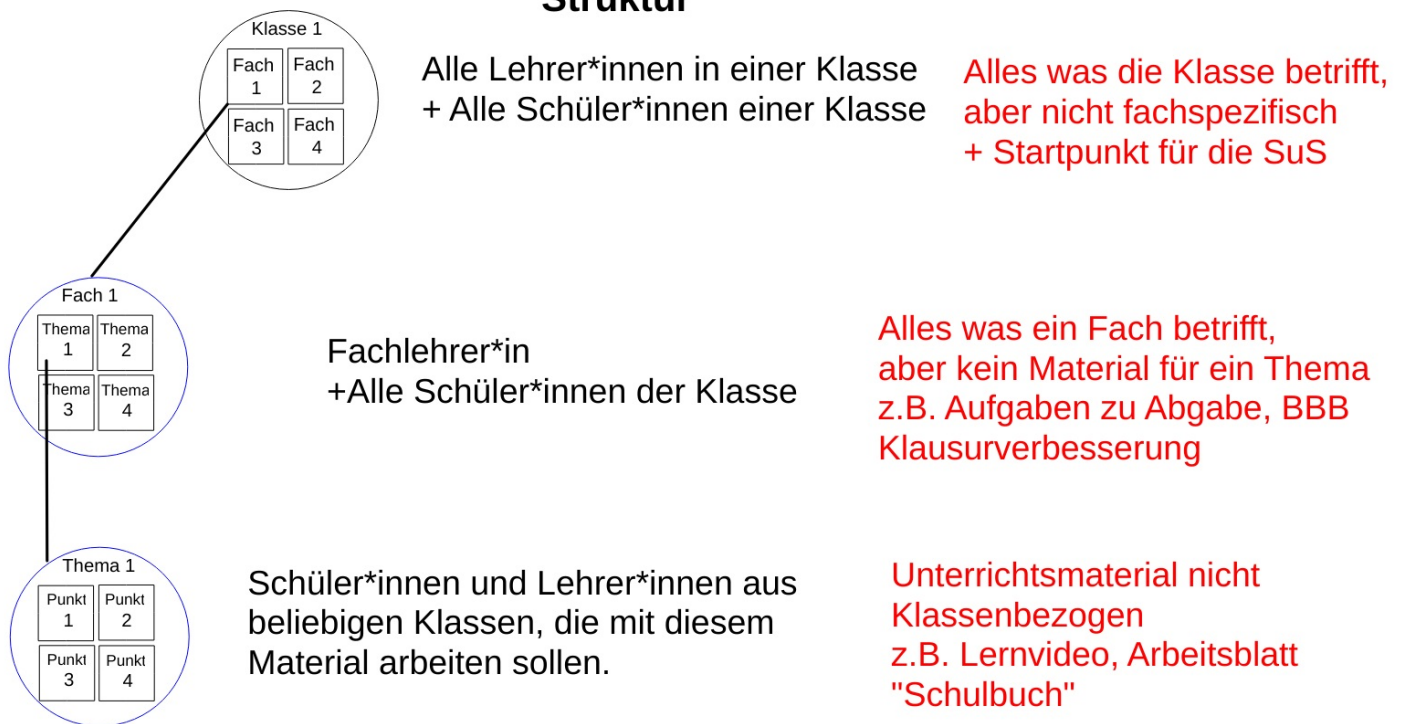 Struktur
Klasse 1
Fach Fach
1 2
Fach Fach
3 4
Alle Lehrer*innen in einer Klasse
+ Alle Schüler*innen einer Klasse
Alles was die Klasse betrifft,
aber nicht fachspezifisch
+ Startpunkt für die SuS
Fach 1
Thema Thema
1 2
Thema Thema
3 4
Fachlehrer*in
+Alle Schüler*innen der Klasse
Alles was ein Fach betrifft,
aber kein Material für ein Thema
z.B. Aufgaben zu Abgabe, BBB
Klausurverbesserung
Thema 1
Punkt Punkt
1 2
Punkt Punkt
3 4
Schüler*innen und Lehrer*innen aus
beliebigen Klassen, die mit diesem
Material arbeiten sollen.
Unterrichtsmaterial nicht
Klassenbezogen
z.B. Lernvideo, Arbeitsblatt
"Schulbuch"